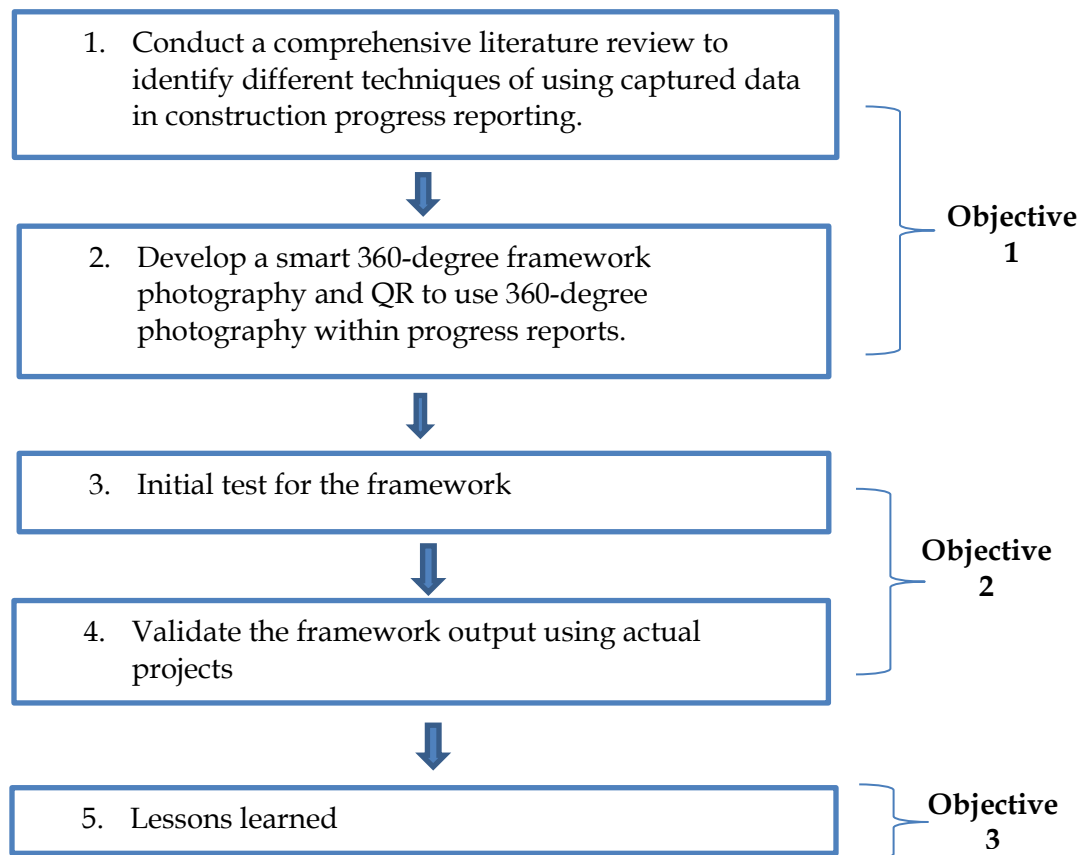 1. Conduct a comprehensive literature review to
identify different techniques of using captured data
in construction progress reporting.
Objective
1
2. Develop a smart 360-degree framework
photography and QR to use 360-degree
photography within progress reports.
3. Initial test for the framework
Objective
2
4. Validate the framework output using actual
projects
5. Lessons learned
Objective
3